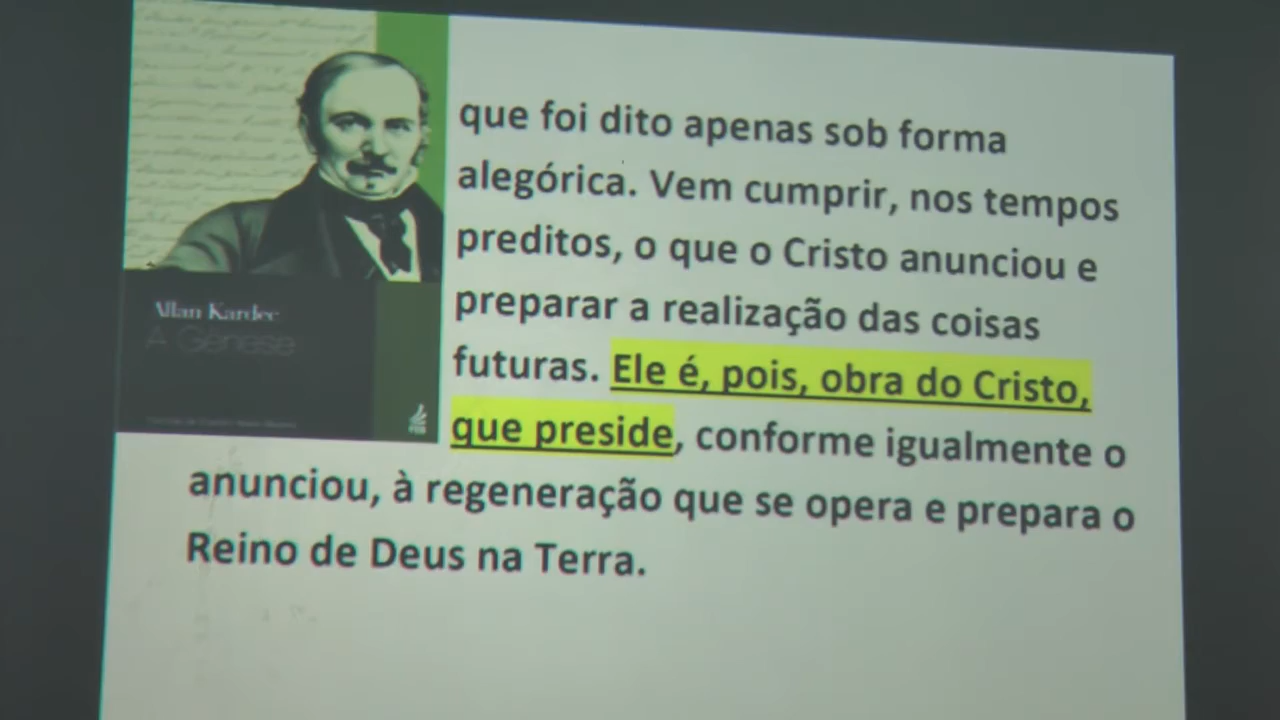 que foi dito apenas sob forma
alegórica. Vem cumprir, nos tempos
preditos, o que o Cristo anunciou e
preparar a realização das coisas
futuras. Ele é, pois, obra do Cristo,
que preside, conforme igualmente o
anunciou, à regeneração que se opera e prepara o
Reino de Deus na Terra.
Allan Kardec
A Gênese